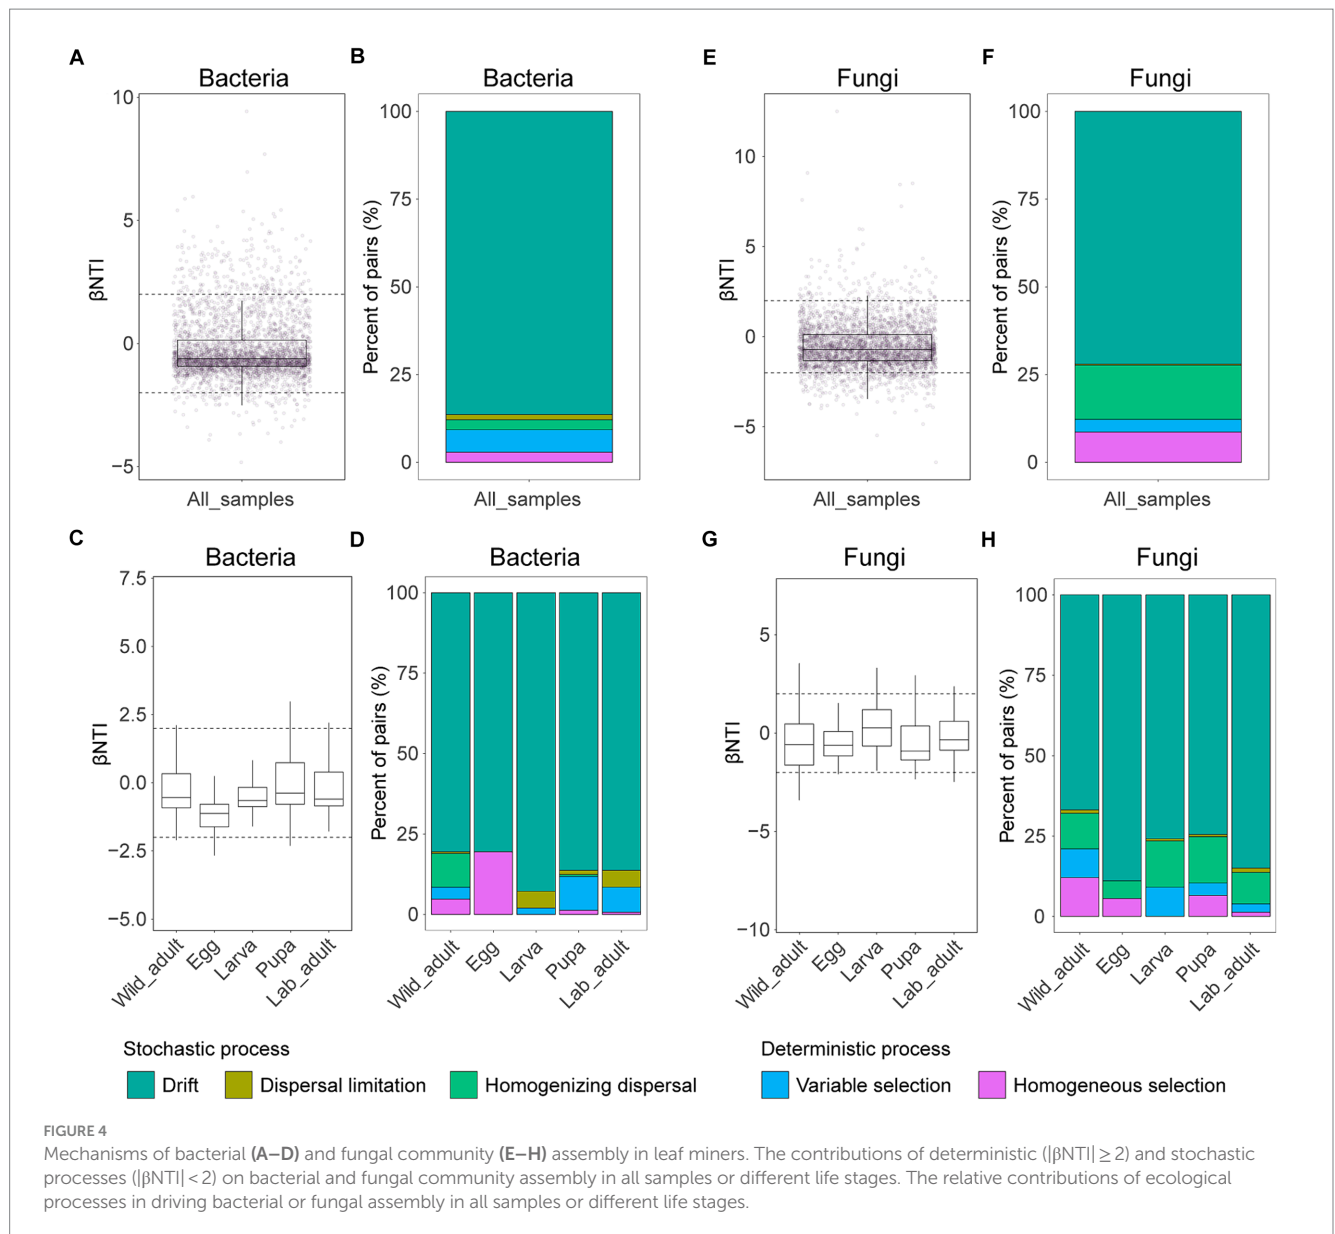 A
Bacteria
βNTI
10
5
0
−5
All_samples
B
Bacteria
Percent of pairs (%)
100
75
50
25
0
All_samples
E
Fungi
βNTI
10
5
0
−5
All_samples
F
Fungi
Percent of pairs (%)
100
75
50
25
0
All_samples
C
Bacteria
βNTI
7.5
5.0
2.5
0.0
−2.5
−5.0
Wild_adult
Egg
Larva
Pupa
Lab_adult
D
Bacteria
Percent of pairs (%)
100
75
50
25
0
Wild_adult
Egg
Larva
Pupa
Lab_adult
G
Fungi
βNTI
5
0
−5
−10
Wild_adult
Egg
Larva
Pupa
Lab_adult
H
Fungi
Percent of pairs (%)
100
75
50
25
0
Wild_adult
Egg
Larva
Pupa
Lab_adult
Stochastic process
Drift
Dispersal limitation
Homogenizing dispersal
Deterministic process
Variable selection
Homogeneous selection
FIGURE 4
Mechanisms of bacterial (A–D) and fungal community (E–H) assembly in leaf miners. The contributions of deterministic (|βNTI| ≥ 2) and stochastic
processes (|βNTI| < 2) on bacterial and fungal community assembly in all samples or different life stages. The relative contributions of ecological
processes in driving bacterial or fungal assembly in all samples or different life stages.